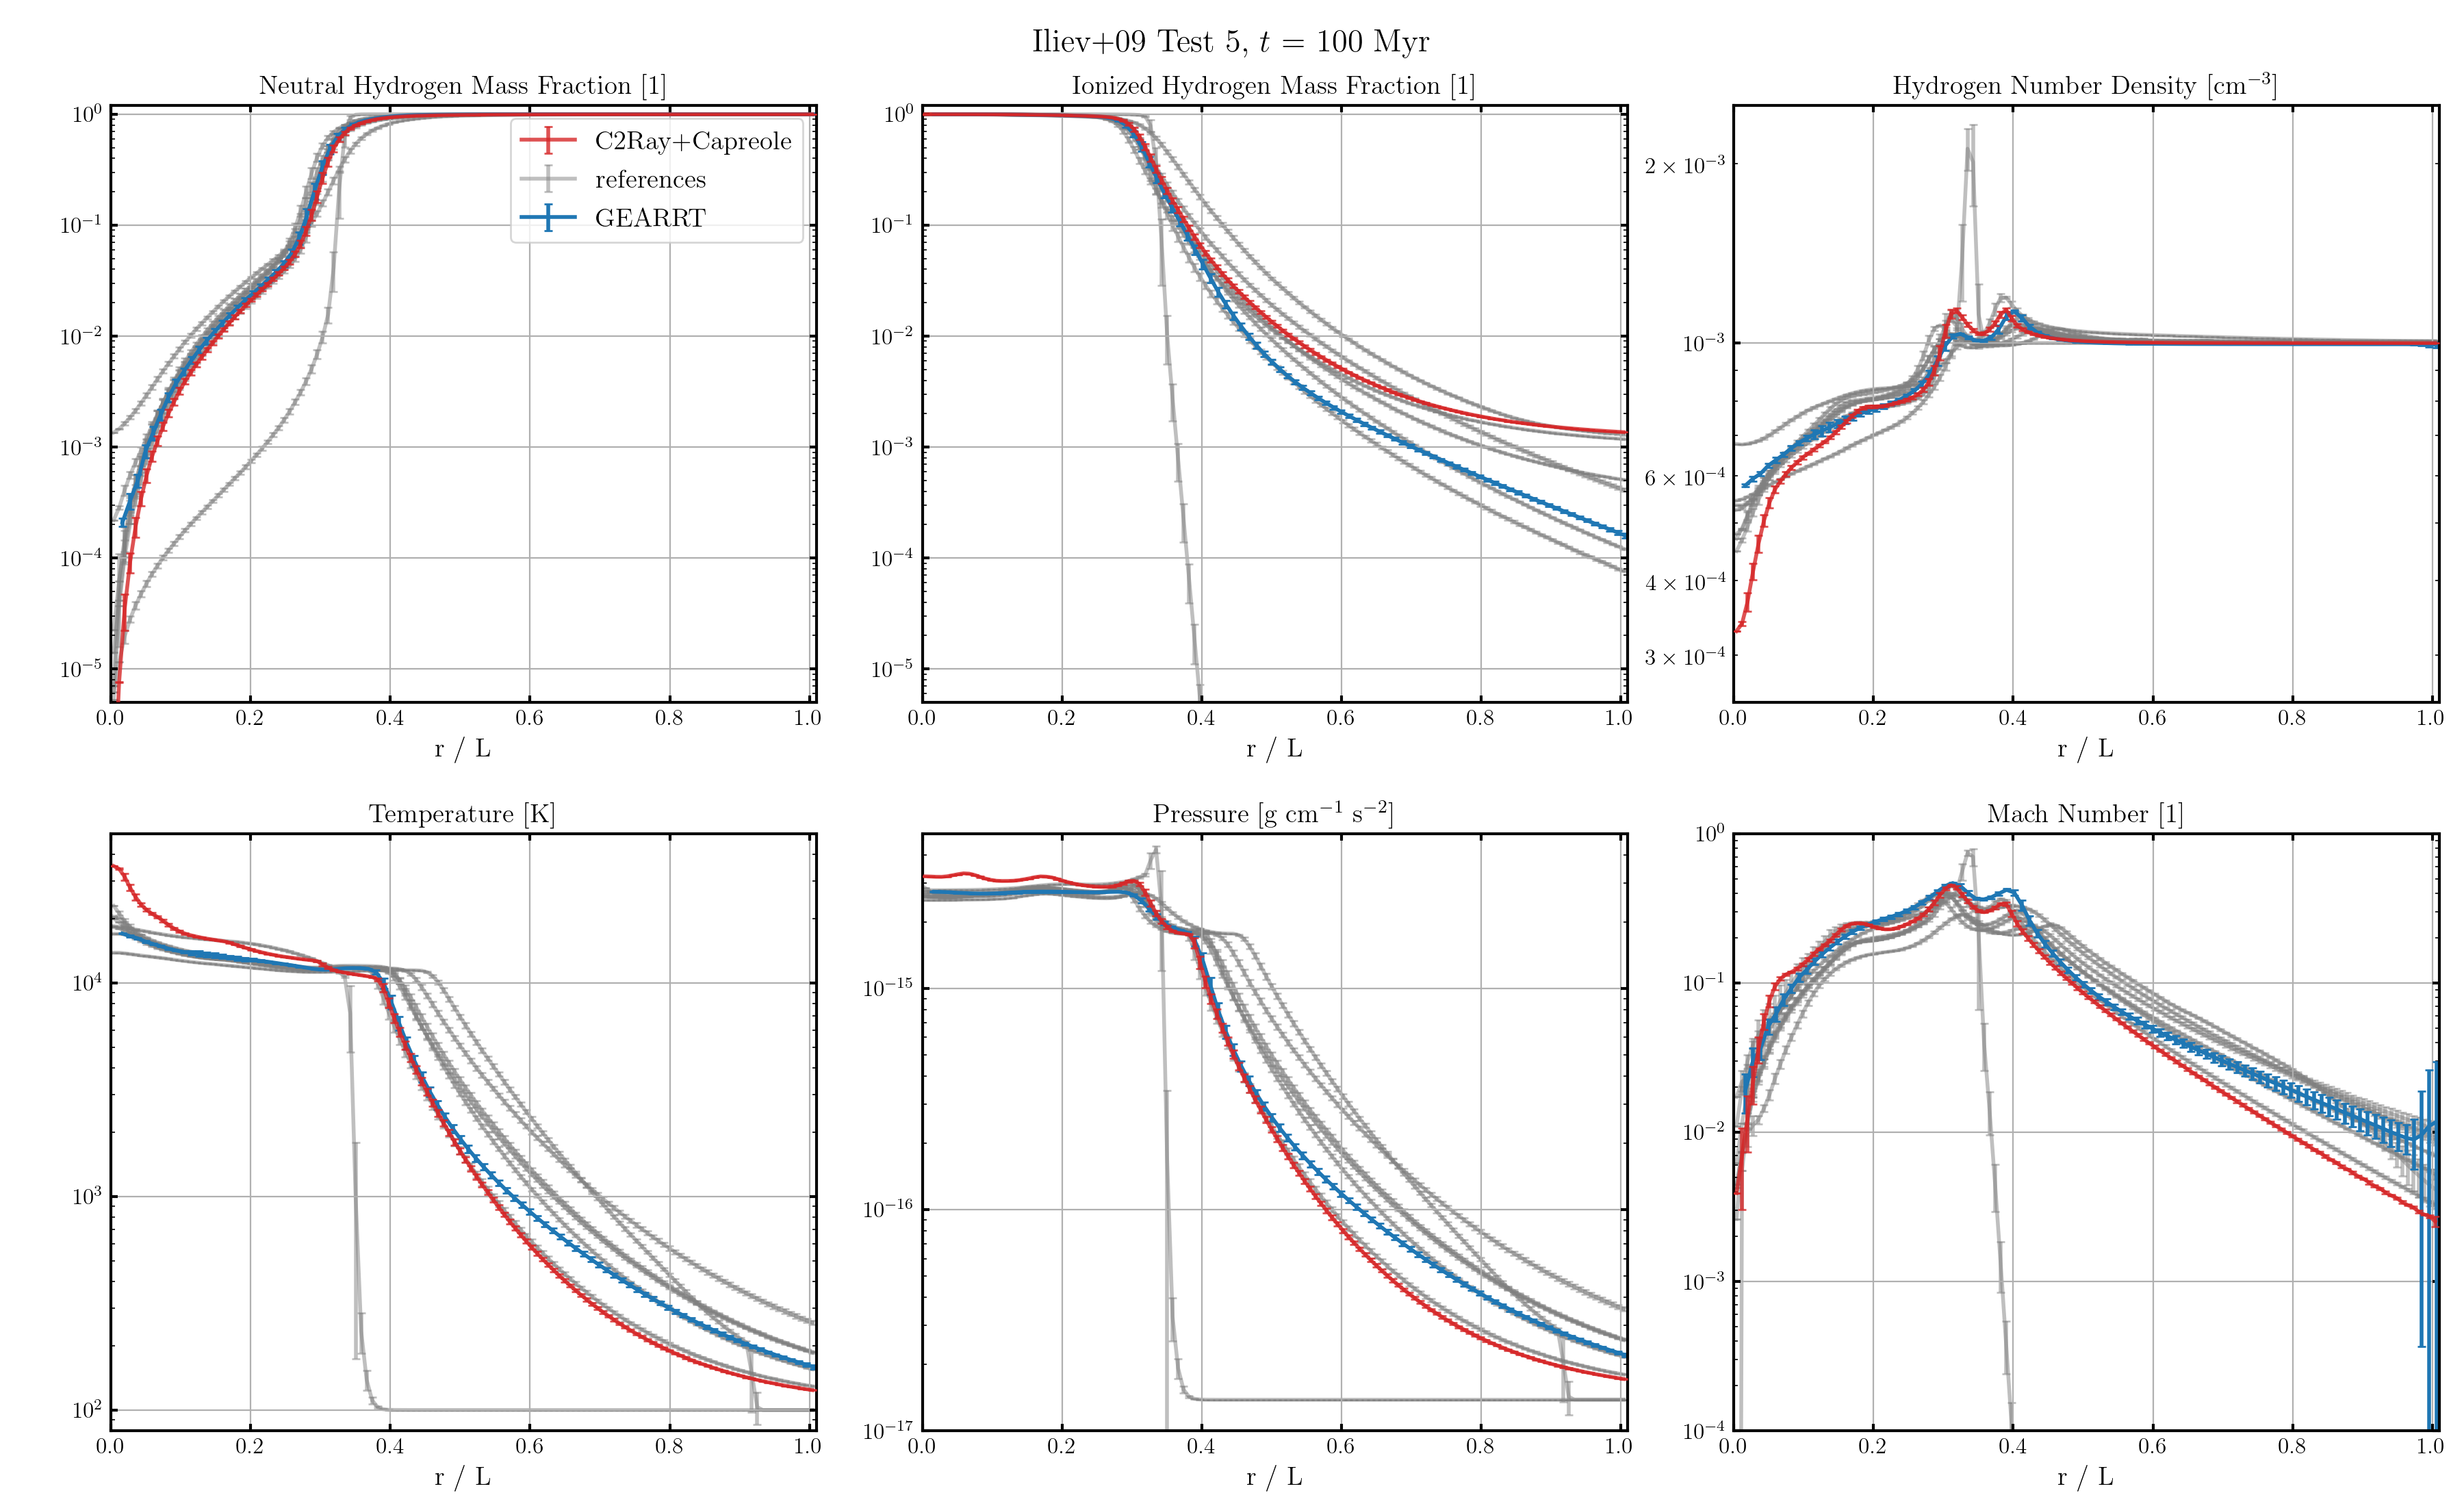 Iliev+09 Test 5, t = 100 Myr
Neutral Hydrogen Mass Fraction [1]
10⁰
10⁻¹
10⁻²
10⁻³
10⁻⁴
10⁻⁵
C2Ray+Capreole
references
GEARRT
0.0 0.2 0.4 0.6 0.8 1.0
r / L
Ionized Hydrogen Mass Fraction [1]
10⁰
10⁻¹
10⁻²
10⁻³
10⁻⁴
10⁻⁵
0.0 0.2 0.4 0.6 0.8 1.0
r / L
Hydrogen Number Density [cm⁻³]
2 × 10⁻³
10⁻³
6 × 10⁻⁴
4 × 10⁻⁴
3 × 10⁻⁴
0.0 0.2 0.4 0.6 0.8 1.0
r / L
Temperature [K]
10⁴
10³
10²
0.0 0.2 0.4 0.6 0.8 1.0
r / L
Pressure [g cm⁻¹ s⁻²]
10⁻¹⁵
10⁻¹⁶
10⁻¹⁷
0.0 0.2 0.4 0.6 0.8 1.0
r / L
Mach Number [1]
10⁰
10⁻¹
10⁻²
10⁻³
10⁻⁴
0.0 0.2 0.4 0.6 0.8 1.0
r / L